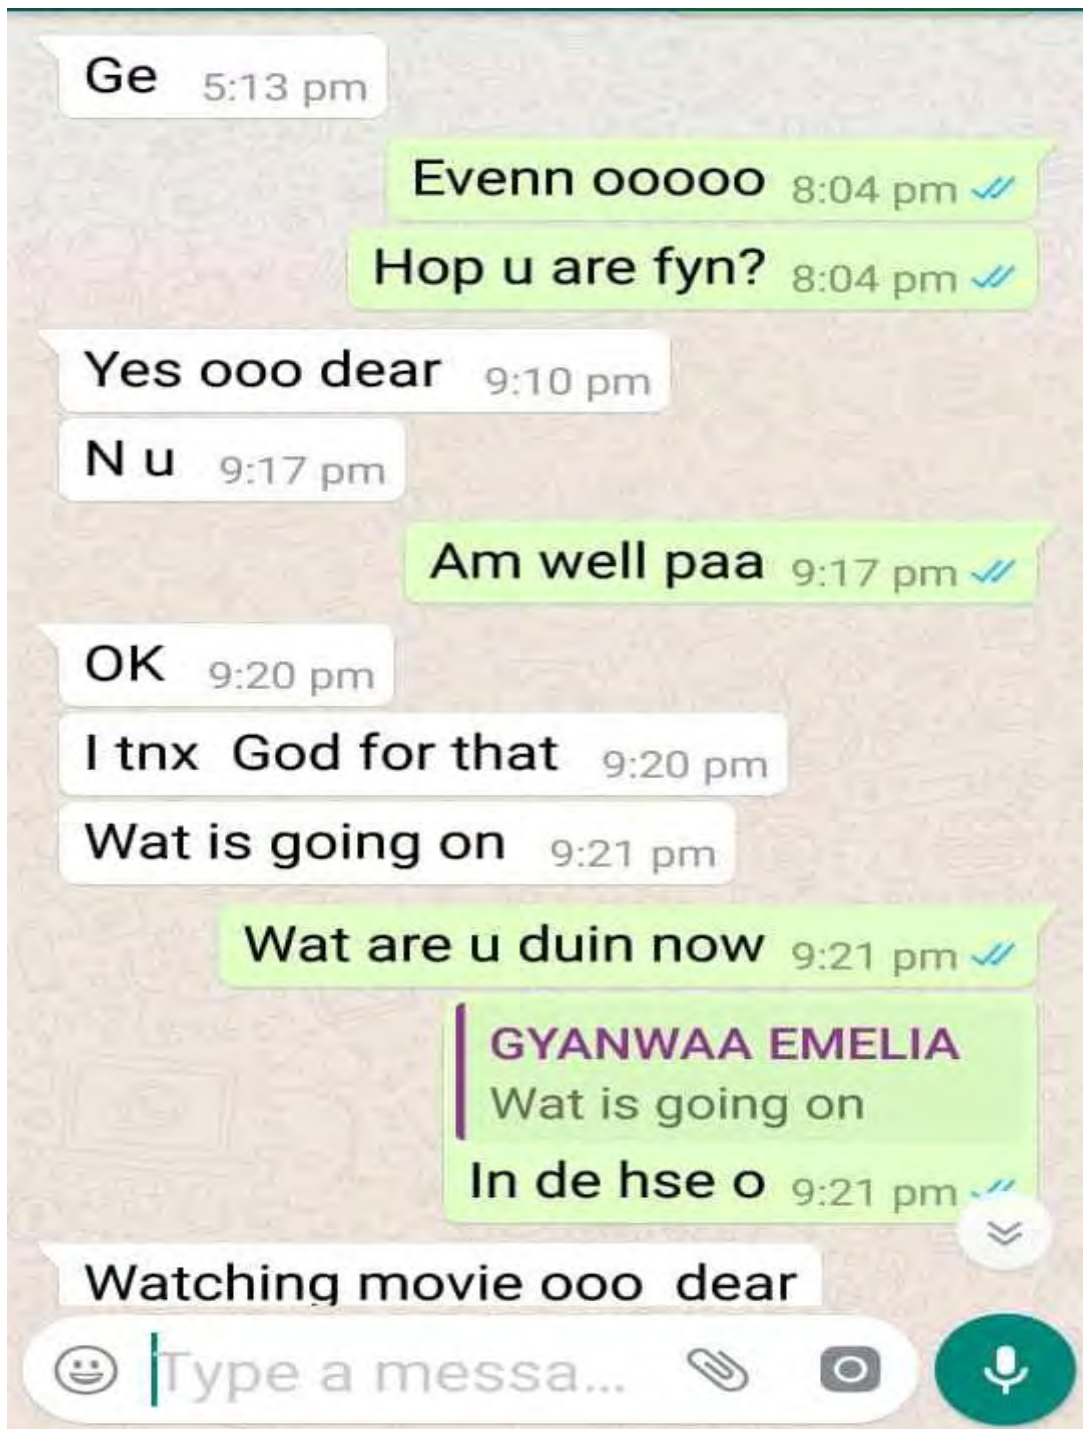 Ge 5:13 pm
Evenn ooooo 8:04 pm
Hop u are fyn? 8:04 pm
Yes ooo dear 9:10 pm
N u 9:17 pm
Am well paa 9:17 pm
OK 9:20 pm
I tnx God for that 9:20 pm
Wat is going on 9:21 pm
Wat are u duin now 9:21 pm
GYANWAA EMELIA
Wat is going on
In de hse o 9:21 pm
Watching movie ooo dear
Type a messa...